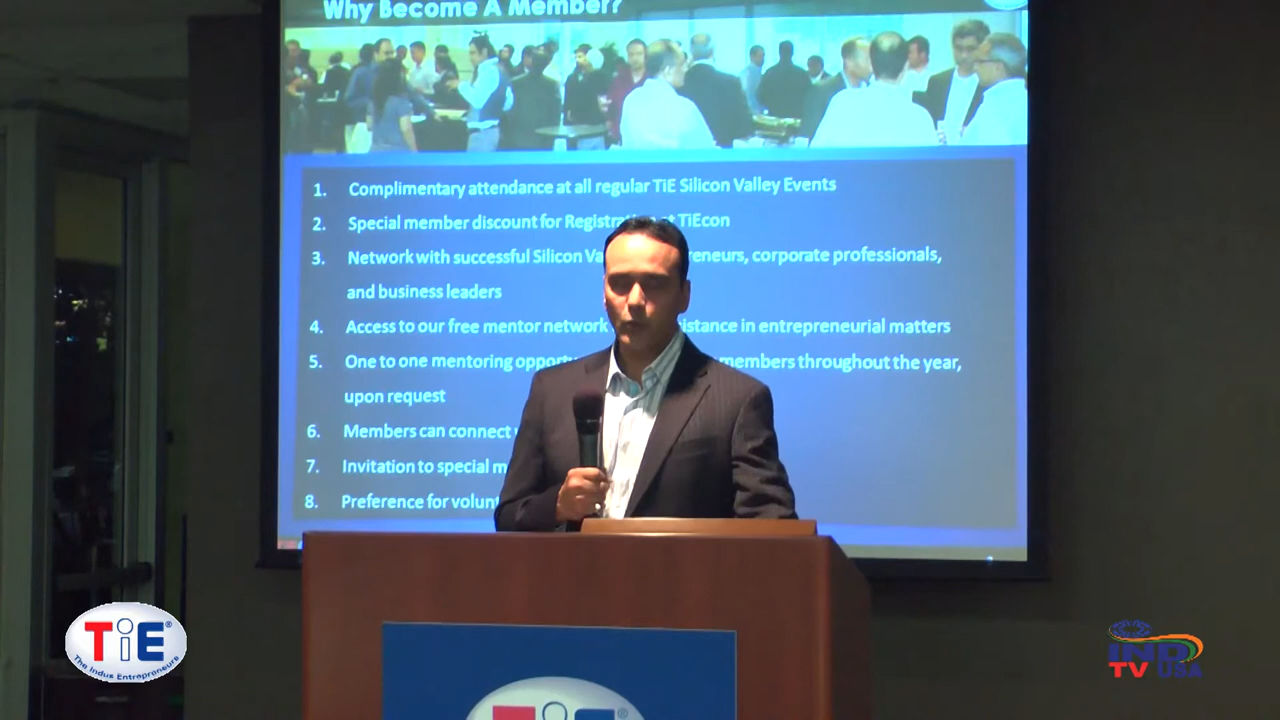 Why Become A Member?
1. Complimentary attendance at all regular TiE Silicon Valley Events
2. Special member discount for Registration at TiEcon
3. Network with successful Silicon Va reneurs, corporate professionals,
and business leaders
4. Access to our free mentor network istance in entrepreneurial matters
5. One to one mentoring opportu members throughout the year,
upon request
6. Members can connect
7. Invitation to special m
8. Preference for volunt
TiE®
The Indus Entrepreneurs
IND
TV USA